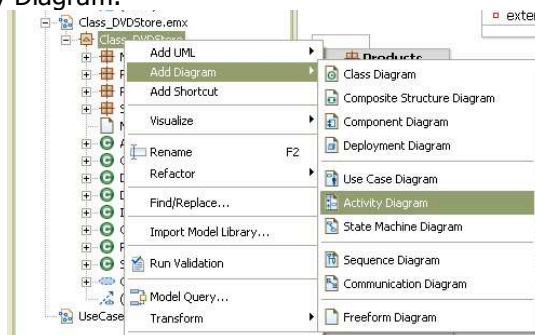 y Diagram.
Class_DVDStore.emx
Class_DVDStore
Add UML
Add Diagram
Add Shortcut
Visualize
Rename F2
Refactor
Find/Replace...
Import Model Library...
Run Validation
Model Query...
Transform
UseCase
Products
Class Diagram
Composite Structure Diagram
Component Diagram
Deployment Diagram
Use Case Diagram
Activity Diagram
State Machine Diagram
Sequence Diagram
Communication Diagram
Freeform Diagram